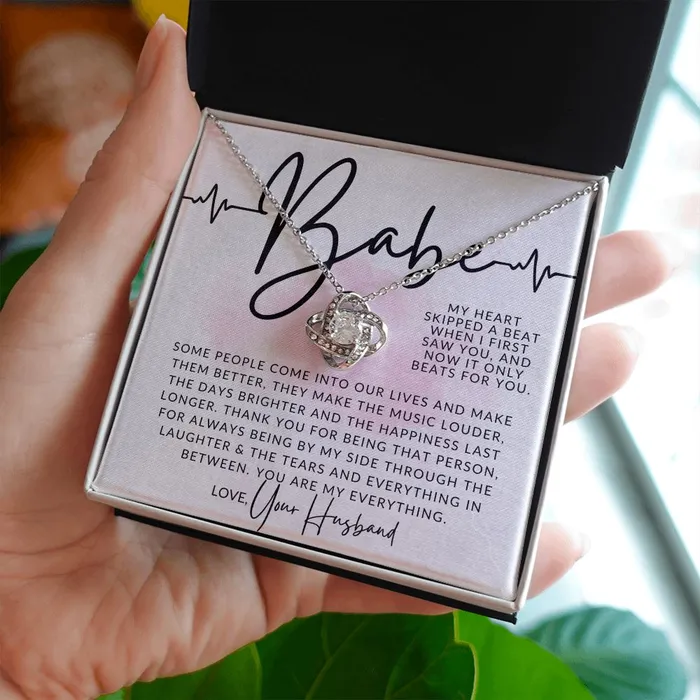 Babe
MY HEART
SKIPPED A BEAT
WHEN I FIRST
SAW YOU, AND
NOW IT ONLY
BEATS FOR YOU.
SOME PEOPLE COME INTO OUR LIVES AND MAKE
THEM BETTER. THEY MAKE THE MUSIC LOUDER,
THE DAYS BRIGHTER AND THE HAPPINESS LAST
LONGER. THANK YOU FOR BEING THAT PERSON,
FOR ALWAYS BEING BY MY SIDE THROUGH THE
LAUGHTER & THE TEARS AND EVERYTHING IN
BETWEEN. YOU ARE MY EVERYTHING.
LOVE, Your Husband